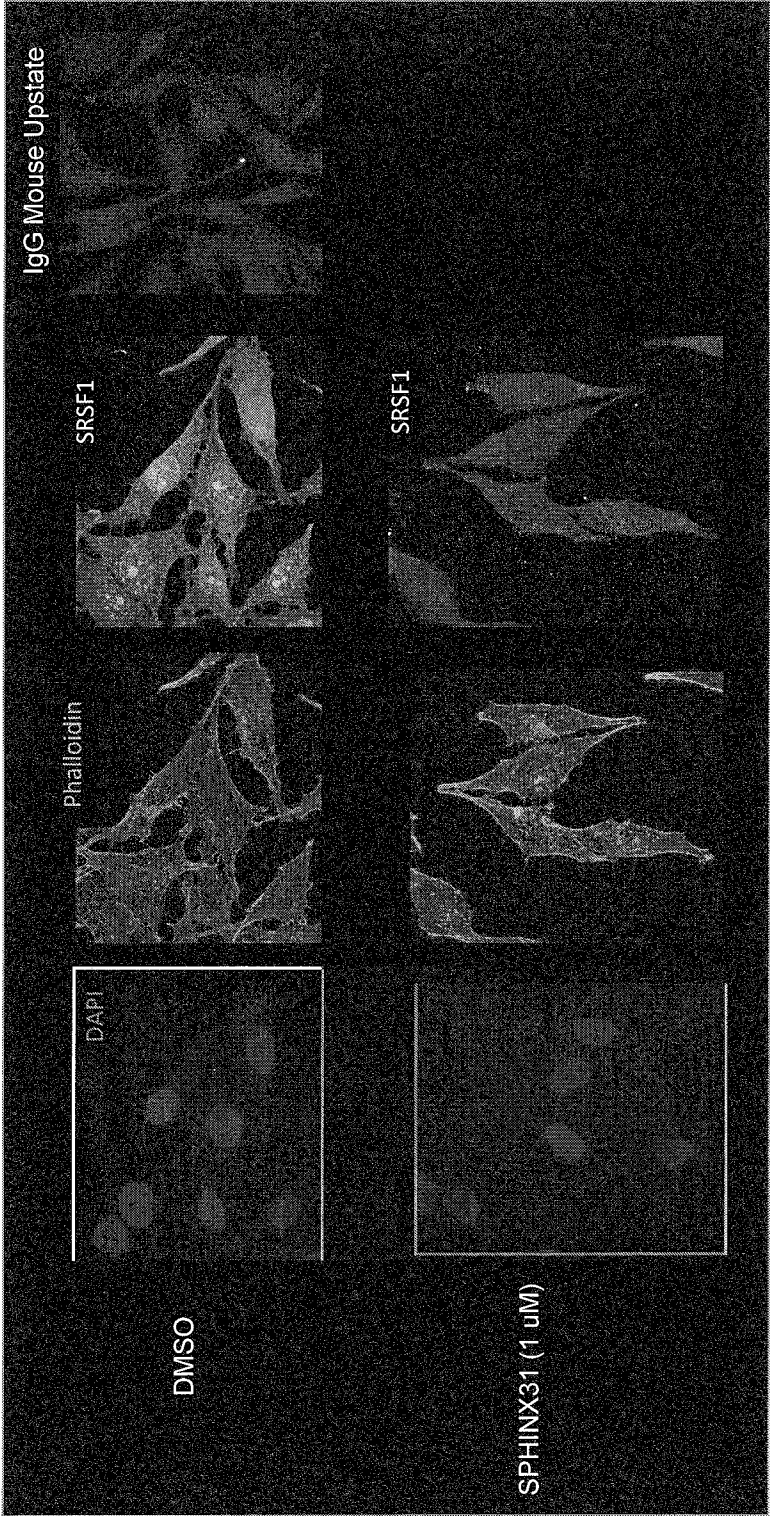 DMSO
DAPI
Phalloidin
SRSF1
IgG Mouse Upstate
SPHINX31 (1 uM)
SRSF1